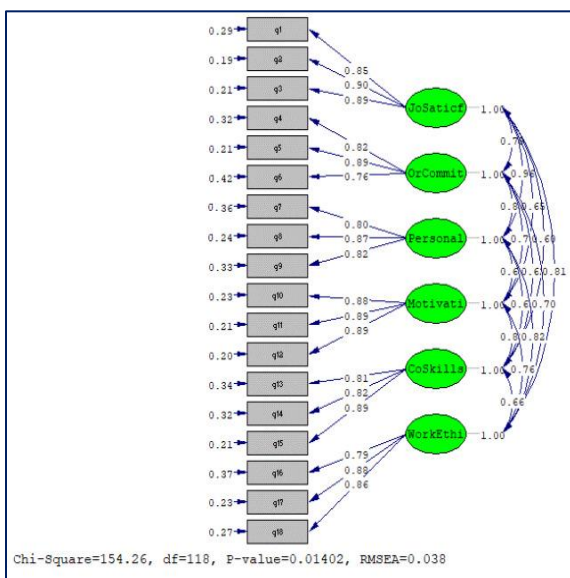 0.29 q1
0.19 q2
0.85
0.90
0.21 q3
0.89
JoSaticf 1.00
0.32 q4
0.82
0.21 q5
0.89
OrCommit 1.00
0.42 q6
0.76
0.65
0.36 q7
0.80
0.24 q8
0.87
Personal 1.00
0.60
0.33 q9
0.82
0.81
0.23 q10
0.88
Motivati 1.00
0.70
0.21 q11
0.89
0.20 q12
0.89
0.82
0.34 q13
0.81
CoSkills 1.00
0.76
0.32 q14
0.82
0.21 q15
0.89
0.66
0.37 q16
0.79
WorkEthi 1.00
0.23 q17
0.88
0.27 q18
0.86
Chi-Square=154.26, df=118, P-value=0.01402, RMSEA=0.038